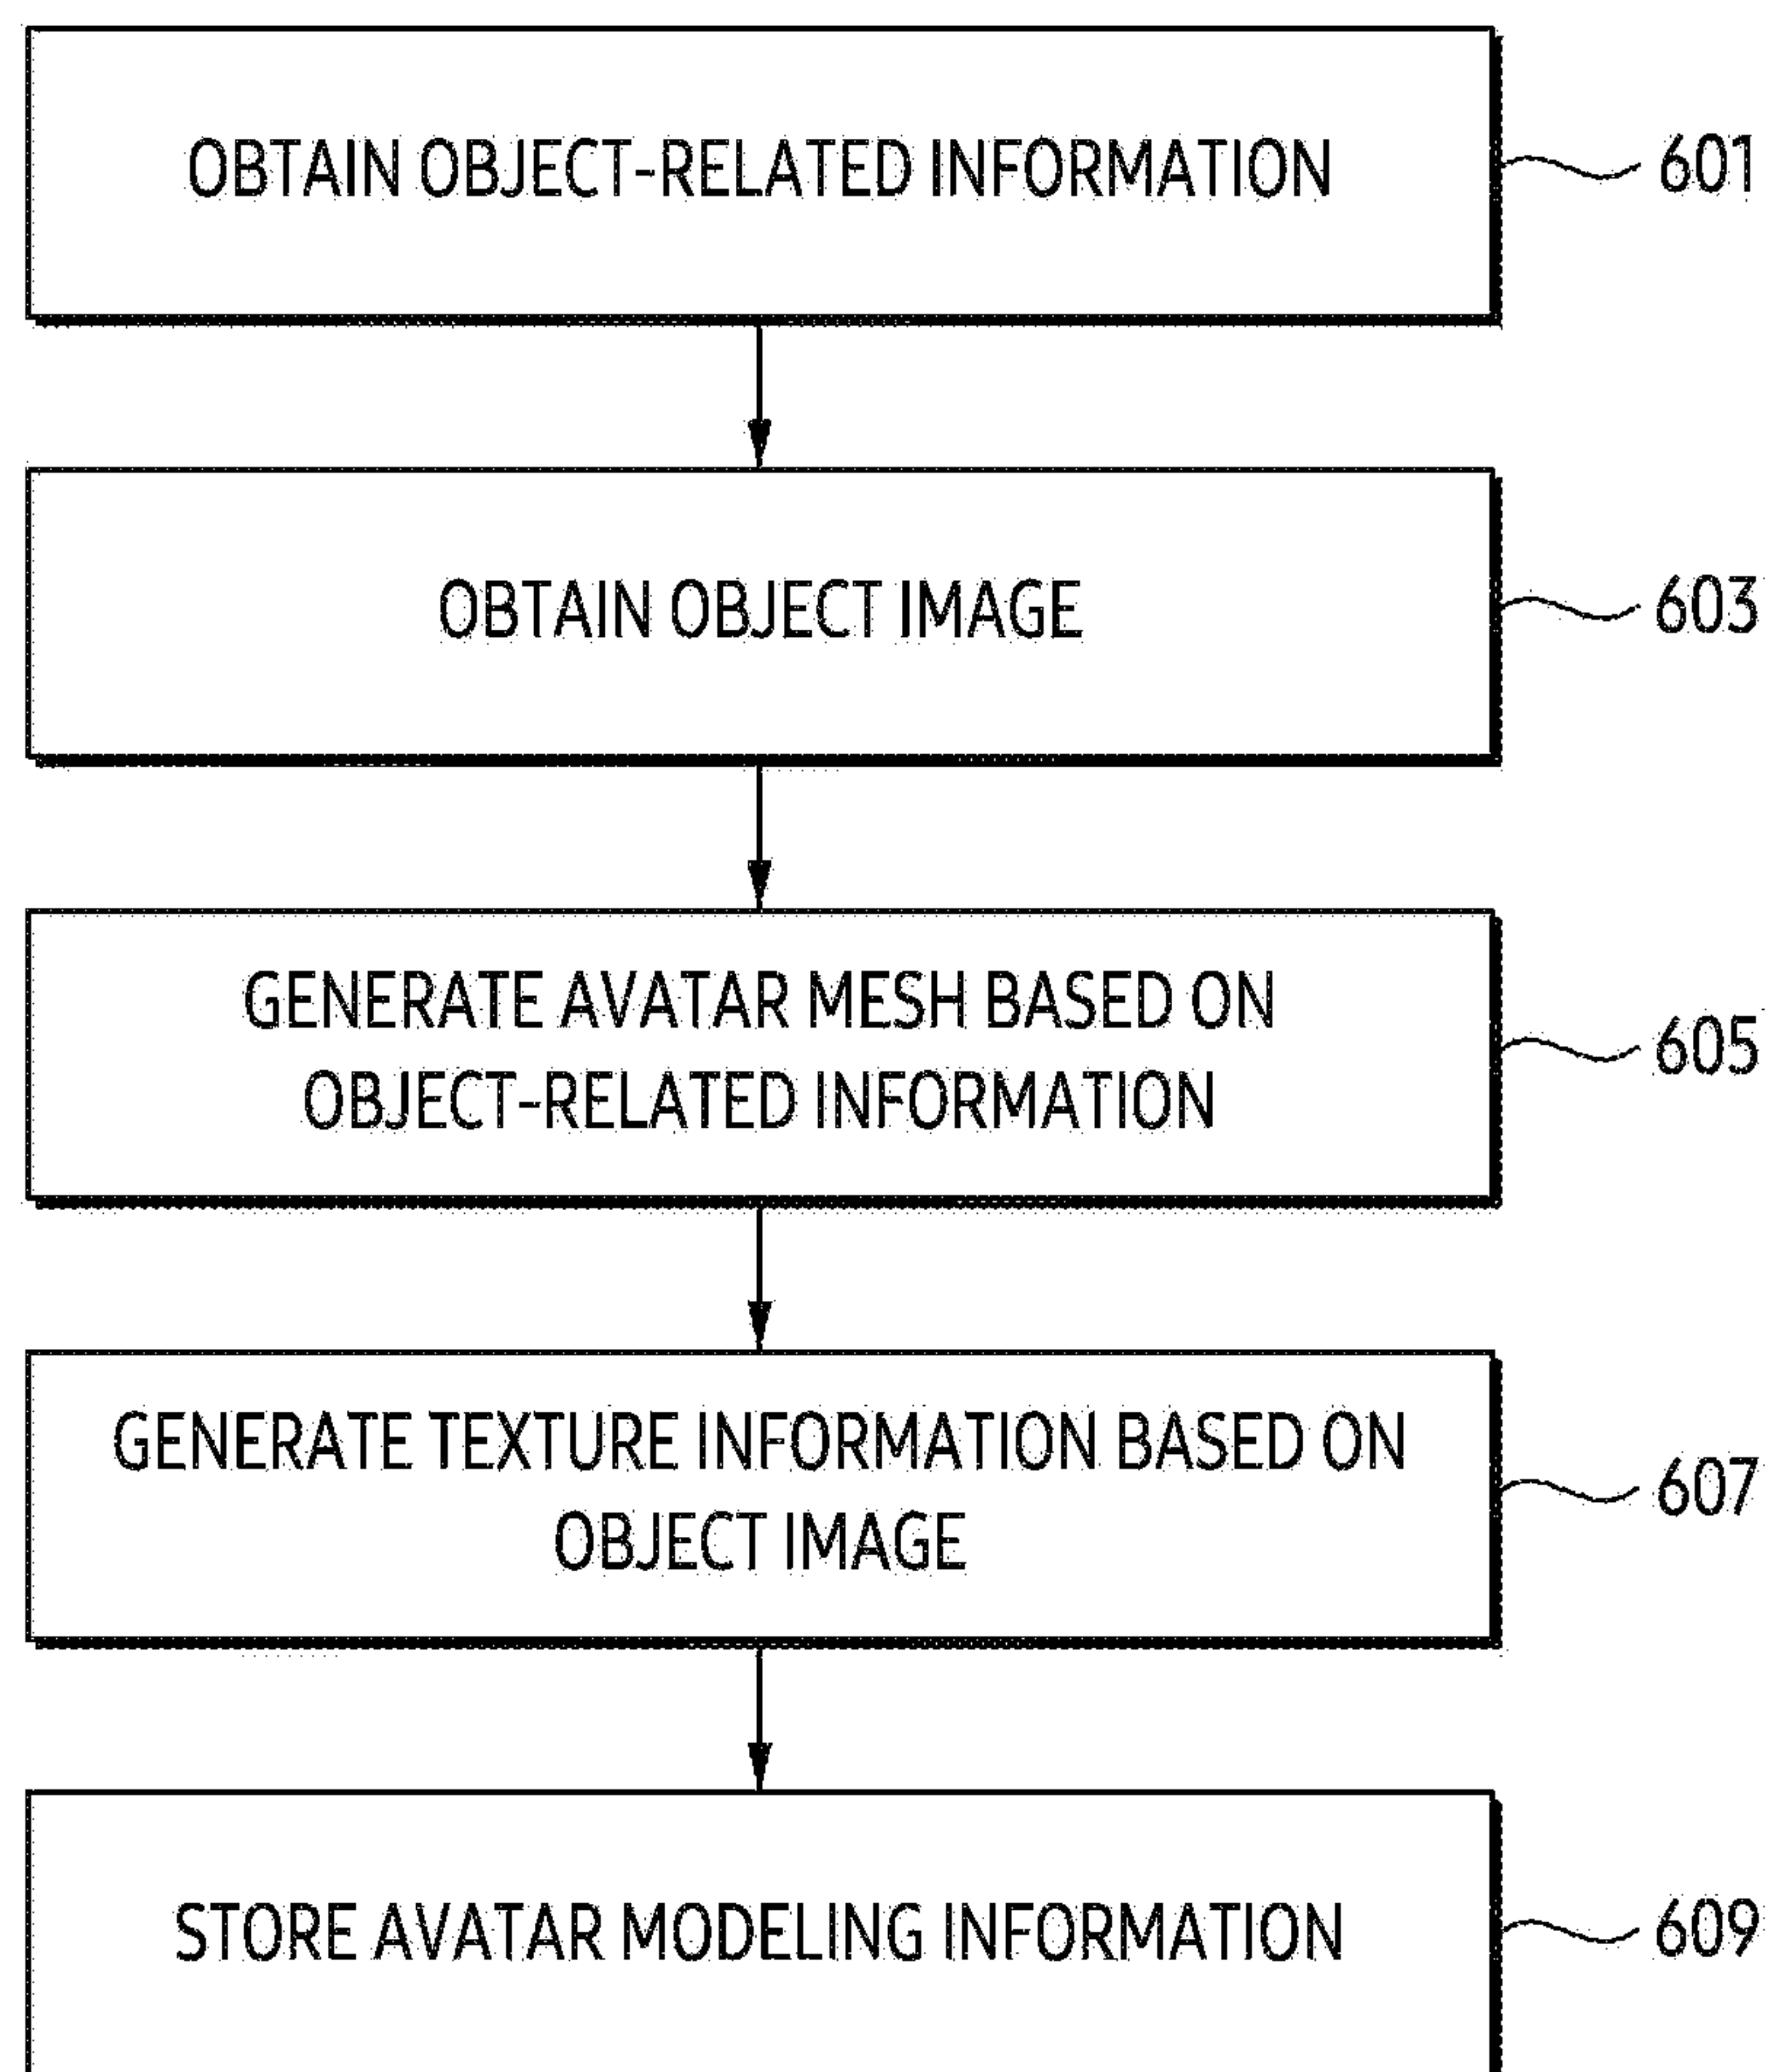 OBTAIN OBJECT-RELATED INFORMATION
601
OBTAIN OBJECT IMAGE
603
GENERATE AVATAR MESH BASED ON
OBJECT-RELATED INFORMATION
605
GENERATE TEXTURE INFORMATION BASED ON
OBJECT IMAGE
607
STORE AVATAR MODELING INFORMATION
609